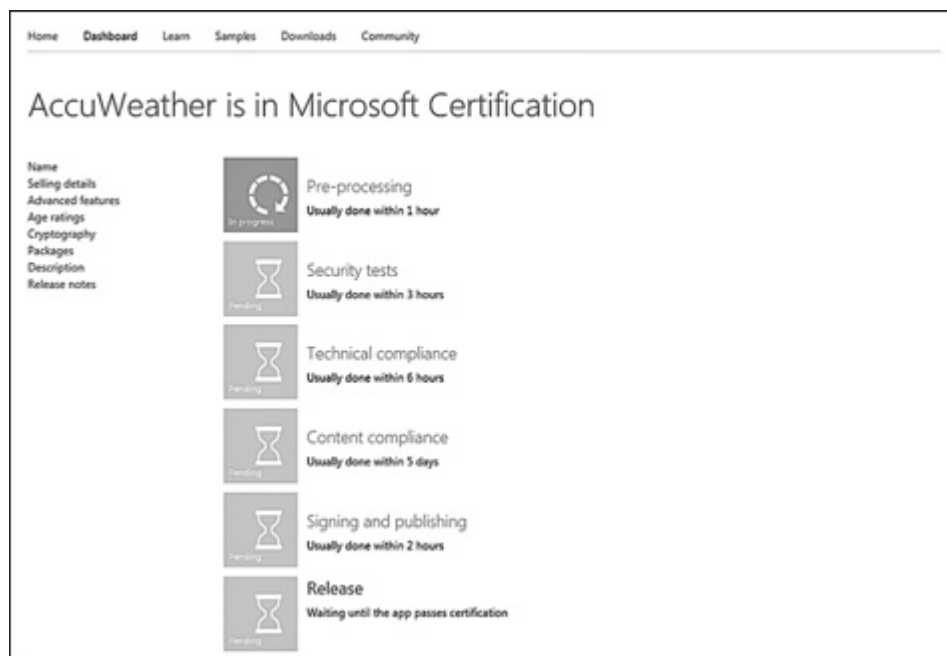 Home Dashboard Learn Samples Downloads Community
AccuWeather is in Microsoft Certification
Name
Selling details
Advanced features
Age ratings
Cryptography
Packages
Description
Release notes
In progress
Pre-processing
Usually done within 1 hour
Pending
Security tests
Usually done within 3 hours
Pending
Technical compliance
Usually done within 6 hours
Pending
Content compliance
Usually done within 5 days
Pending
Signing and publishing
Usually done within 2 hours
Pending
Release
Waiting until the app passes certification
Pending